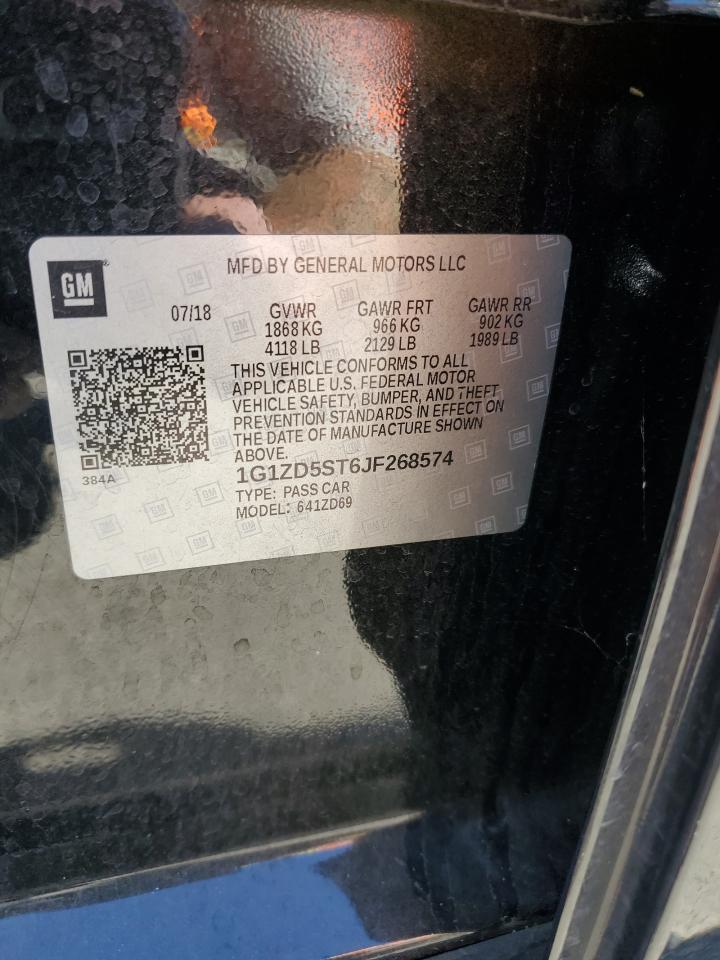 GM
MFD BY GENERAL MOTORS LLC
07/18 GVWR GAWR FRT GAWR RR
1868 KG 966 KG 902 KG
4118 LB 2129 LB 1989 LB
THIS VEHICLE CONFORMS TO ALL
APPLICABLE U.S. FEDERAL MOTOR
VEHICLE SAFETY, BUMPER, AND THEFT
PREVENTION STANDARDS IN EFFECT ON
THE DATE OF MANUFACTURE SHOWN
ABOVE.
384A
1G1ZD5ST6JF268574
TYPE: PASS CAR
MODEL: 641ZD69